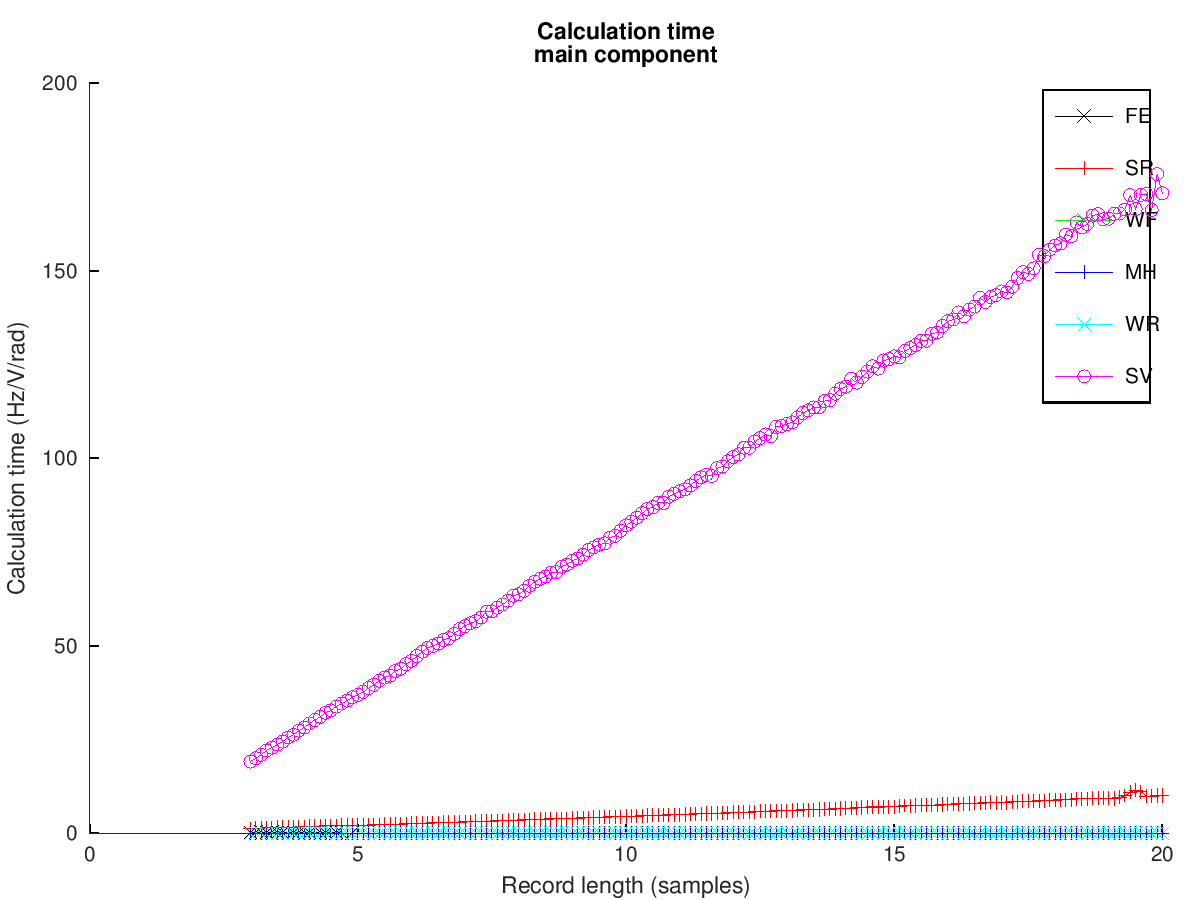 Calculation time
main component
200
150
100
50
0
Calculation time (Hz/V/rad)
FE
SR
WF
MH
WR
SV
0
5
10
15
20
Record length (samples)